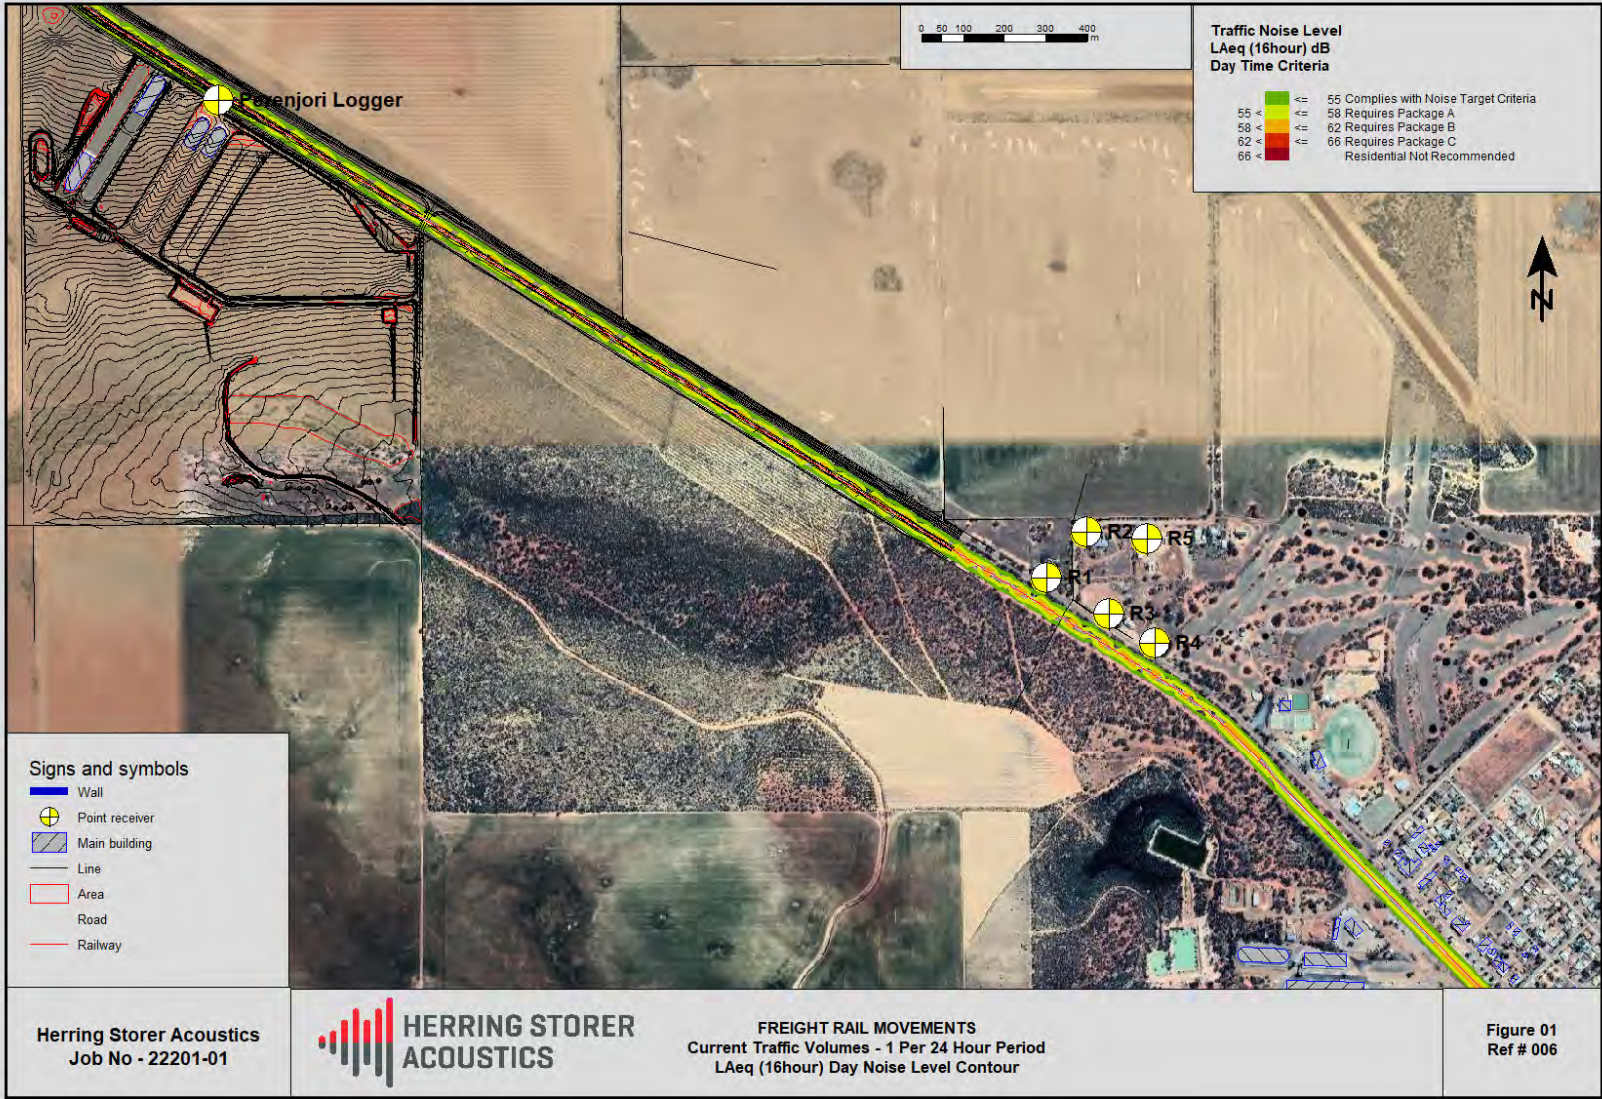 0 50 100 200 300 400
m
Traffic Noise Level
LAeq (16hour) dB
Day Time Criteria
<= 55 Complies with Noise Target Criteria
55 < <= 58 Requires Package A
58 < <= 62 Requires Package B
62 < <= 66 Requires Package C
66 < Residential Not Recommended
Perenjori Logger
N
R2
R5
R1
R3
R4
Signs and symbols
Wall
Point receiver
Main building
Line
Area
Road
Railway
Herring Storer Acoustics
Job No - 22201-01
HERRING STORER
ACOUSTICS
FREIGHT RAIL MOVEMENTS
Current Traffic Volumes - 1 Per 24 Hour Period
LAeq (16hour) Day Noise Level Contour
Figure 01
Ref # 006